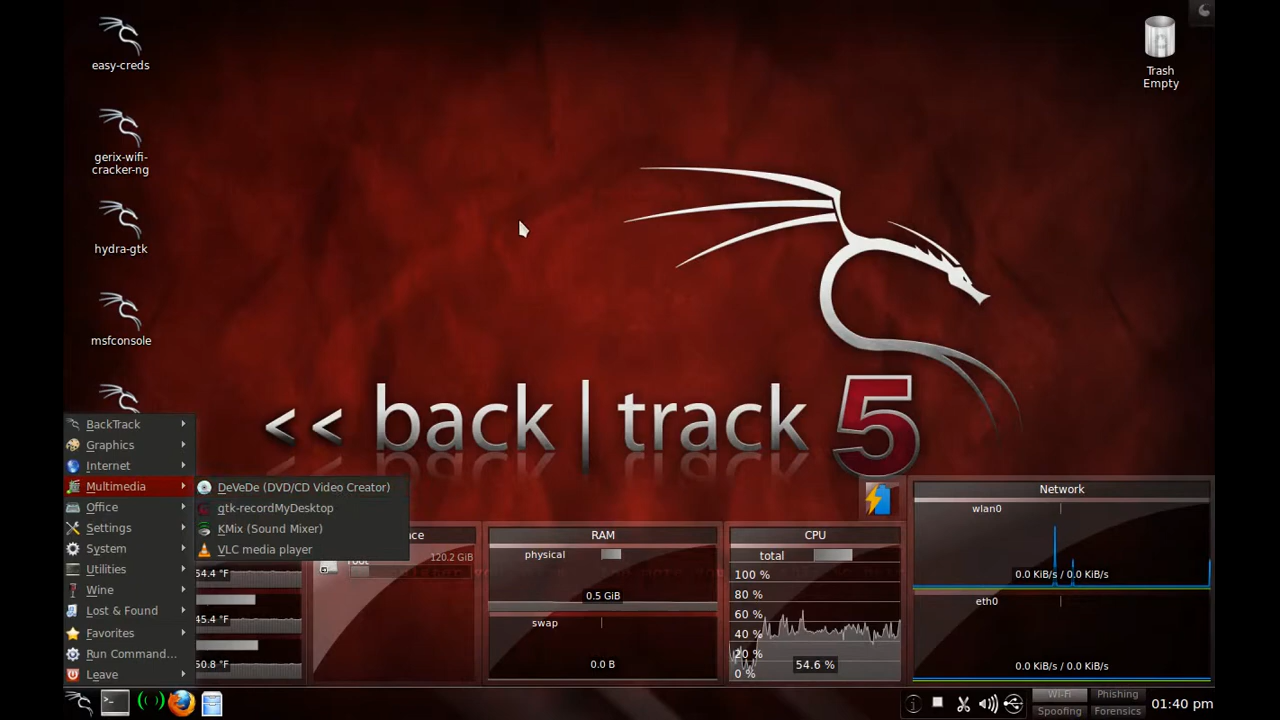 easy-creds
gerix-wifi-
cracker-ng
hydra-gtk
msfconsole
Trash
Empty
<< back | track 5
BackTrack
Graphics
Internet
Multimedia
Office
Settings
System
Utilities
Wine
Lost & Found
Favorites
Run Command...
Leave
DeVeDe (DVD/CD Video Creator)
gtk-recordMyDesktop
KMix (Sound Mixer)
VLC media player
54.4 °F
45.4 °F
50.8 °F
ace
120.2 GiB
root
RAM
physical
0.5 GiB
swap
0.0 B
CPU
total
100 %
80 %
60 %
40 %
20 %
0 %
54.6 %
Network
wlan0
0.0 KiB/s / 0.0 KiB/s
eth0
0.0 KiB/s / 0.0 KiB/s
Wi-Fi
Phishing
Spoofing
Forensics
01:40 pm